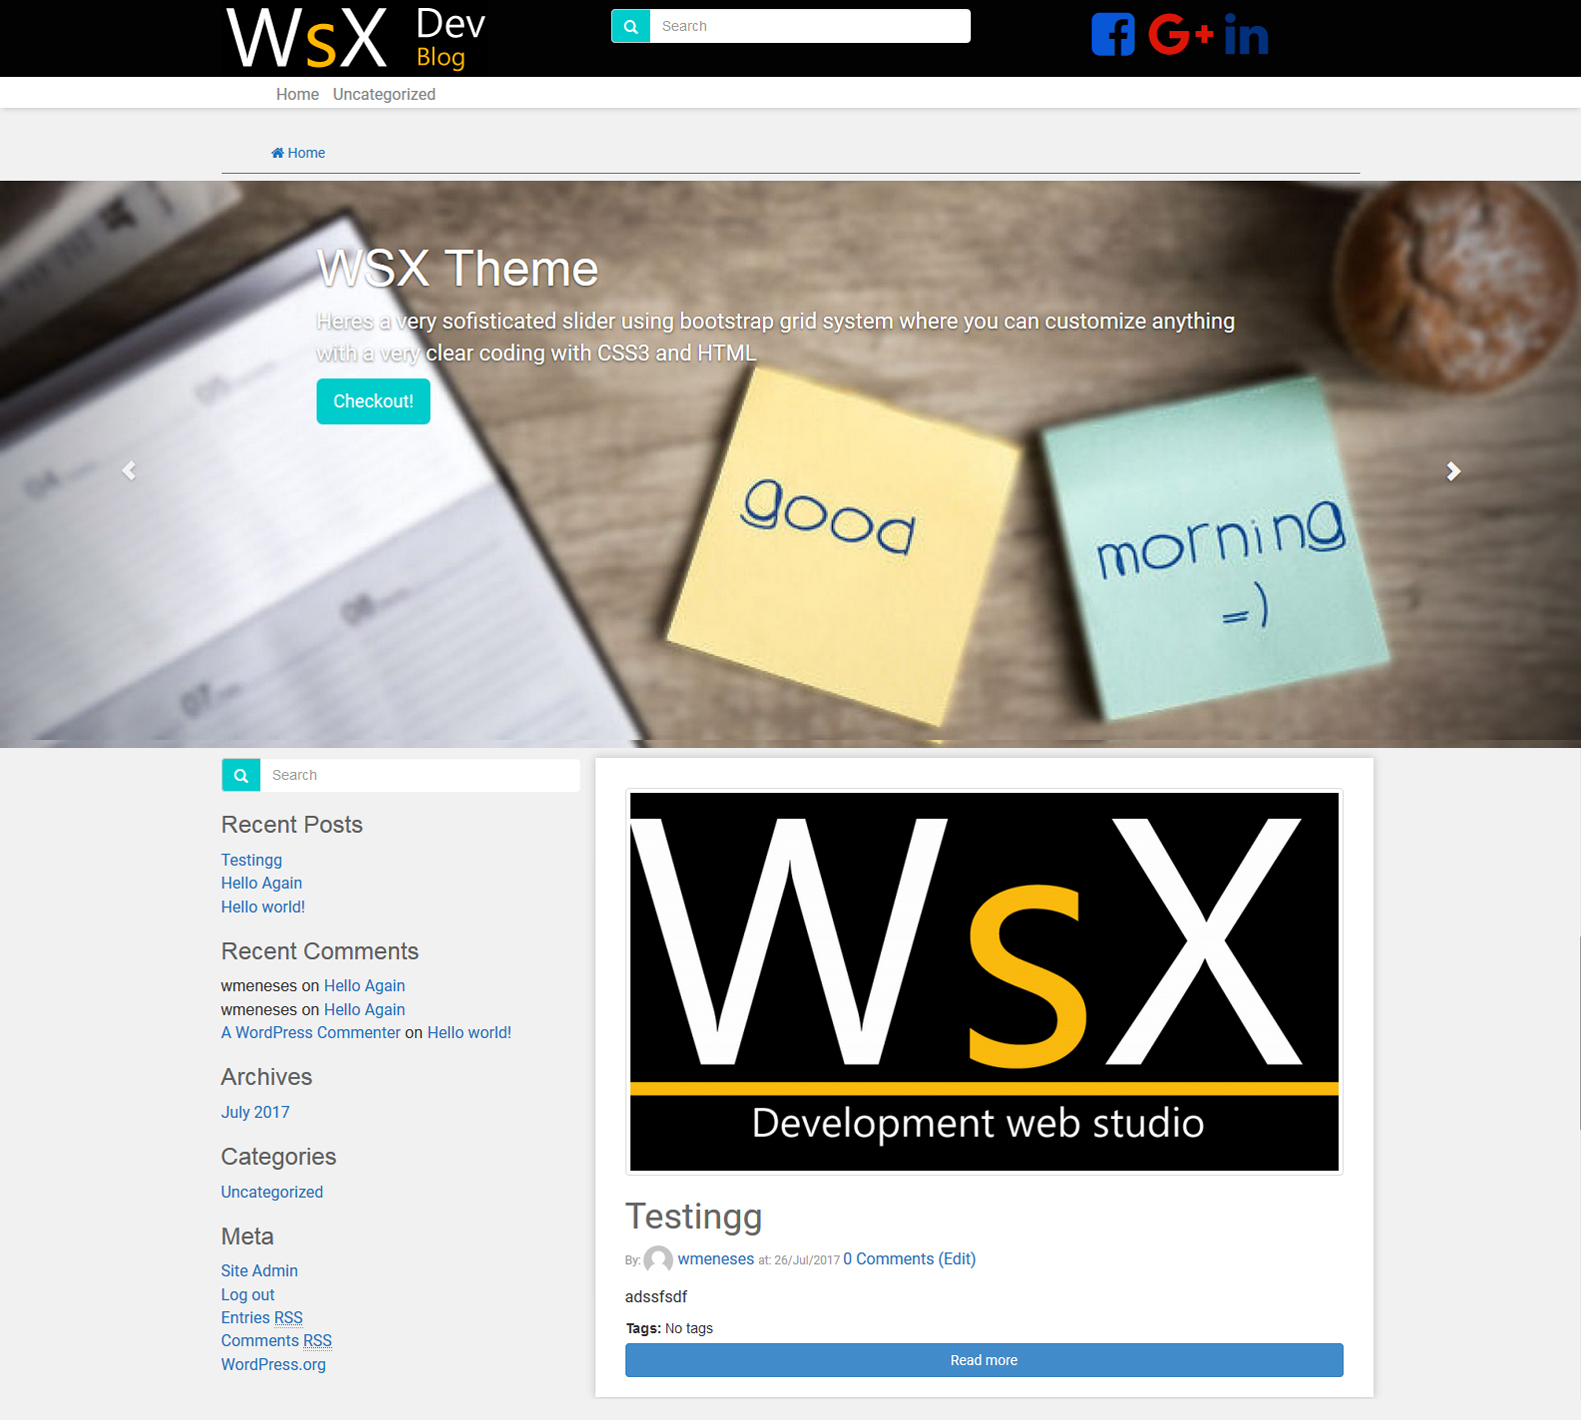 WsX Dev
Blog
Search
Home Uncategorized
Home
WSX Theme
Heres a very sofisticated slider using bootstrap grid system where you can customize anything
with a very clear coding with CSS3 and HTML
Checkout!
05
04
06
07
good
morning
=)
Search
Recent Posts
Testingg
Hello Again
Hello world!
Recent Comments
wmeneses on Hello Again
wmeneses on Hello Again
A WordPress Commenter on Hello world!
Archives
July 2017
Categories
Uncategorized
Meta
Site Admin
Log out
Entries RSS
Comments RSS
WordPress.org
WsX
Development web studio
Testingg
By: wmeneses at: 26/Jul/2017 0 Comments (Edit)
adssfsdf
Tags: No tags
Read more